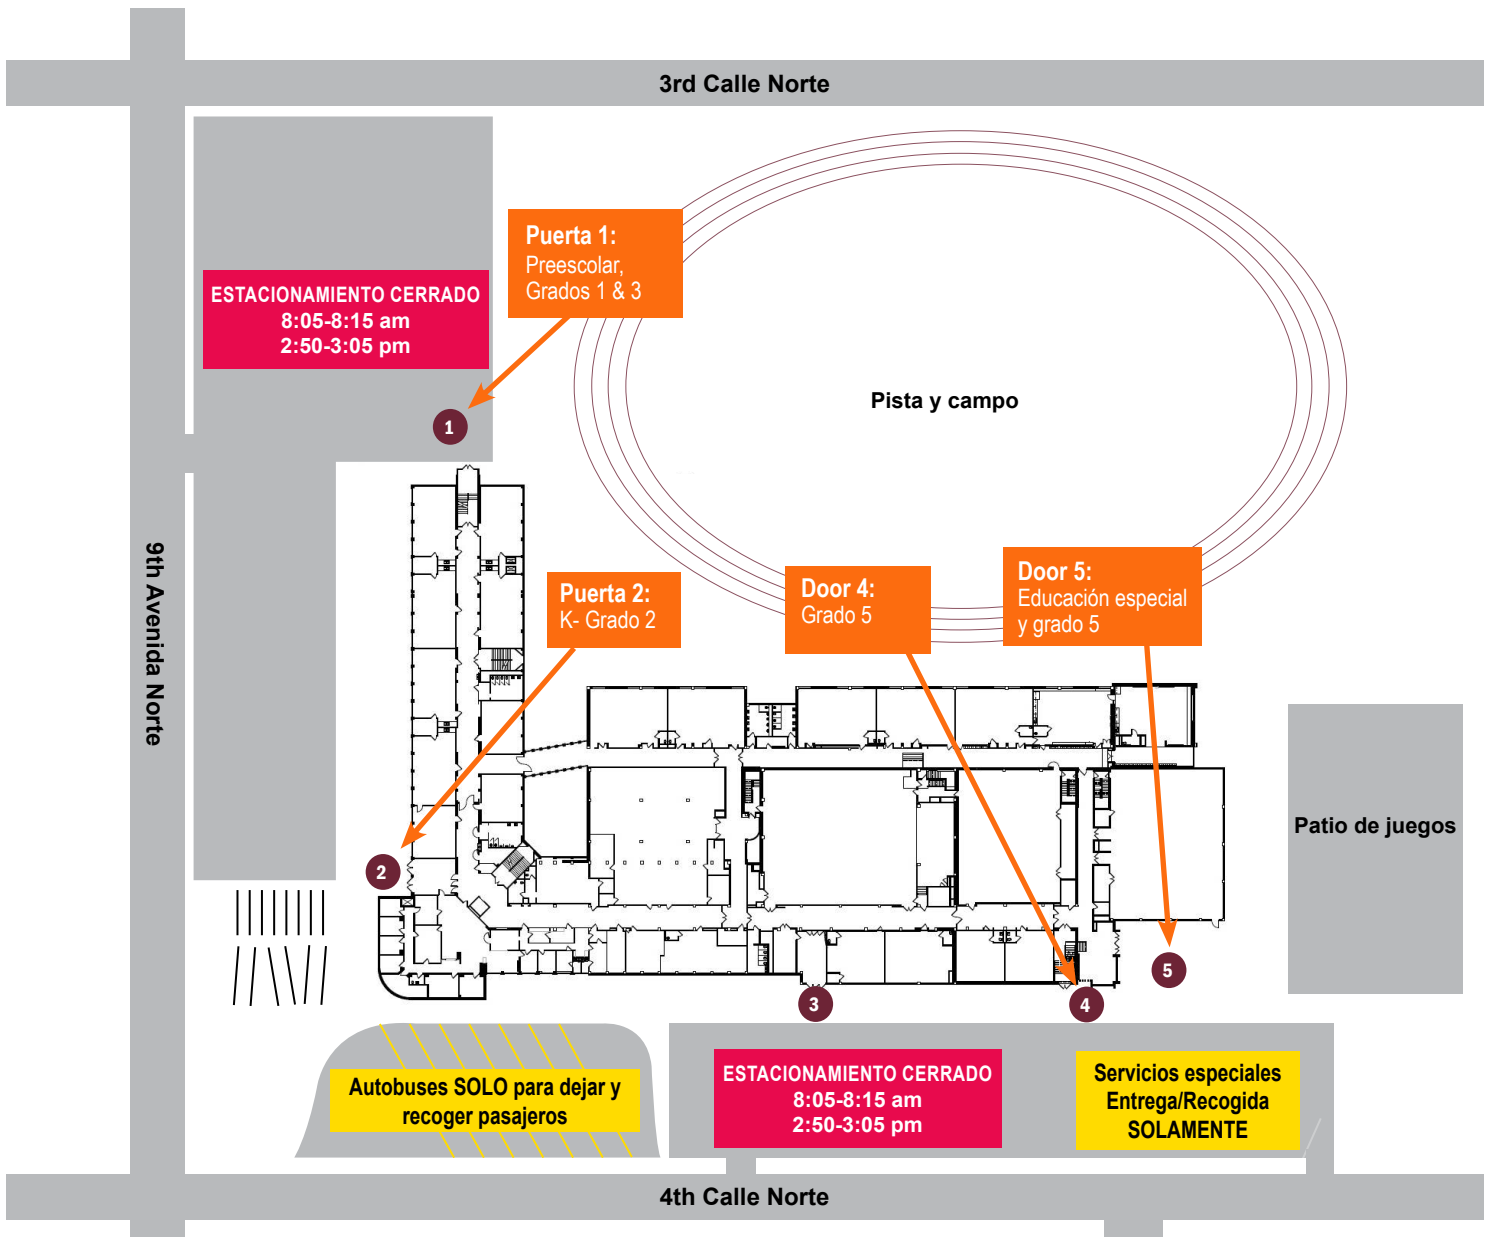 3rd Calle Norte
Puerta 1:
Preescolar,
Grados 1 & 3
ESTACIONAMIENTO CERRADO
8:05-8:15 am
2:50-3:05 pm
Pista y campo
1
9th Avenida Norte
Puerta 2:
K- Grado 2
Door 4:
Grado 5
Door 5:
Educación especial
y grado 5
Patio de juegos
2
3
4
5
Autobuses SOLO para dejar y
recoger pasajeros
ESTACIONAMIENTO CERRADO
8:05-8:15 am
2:50-3:05 pm
Servicios especiales
Entrega/Recogida
SOLAMENTE
4th Calle Norte